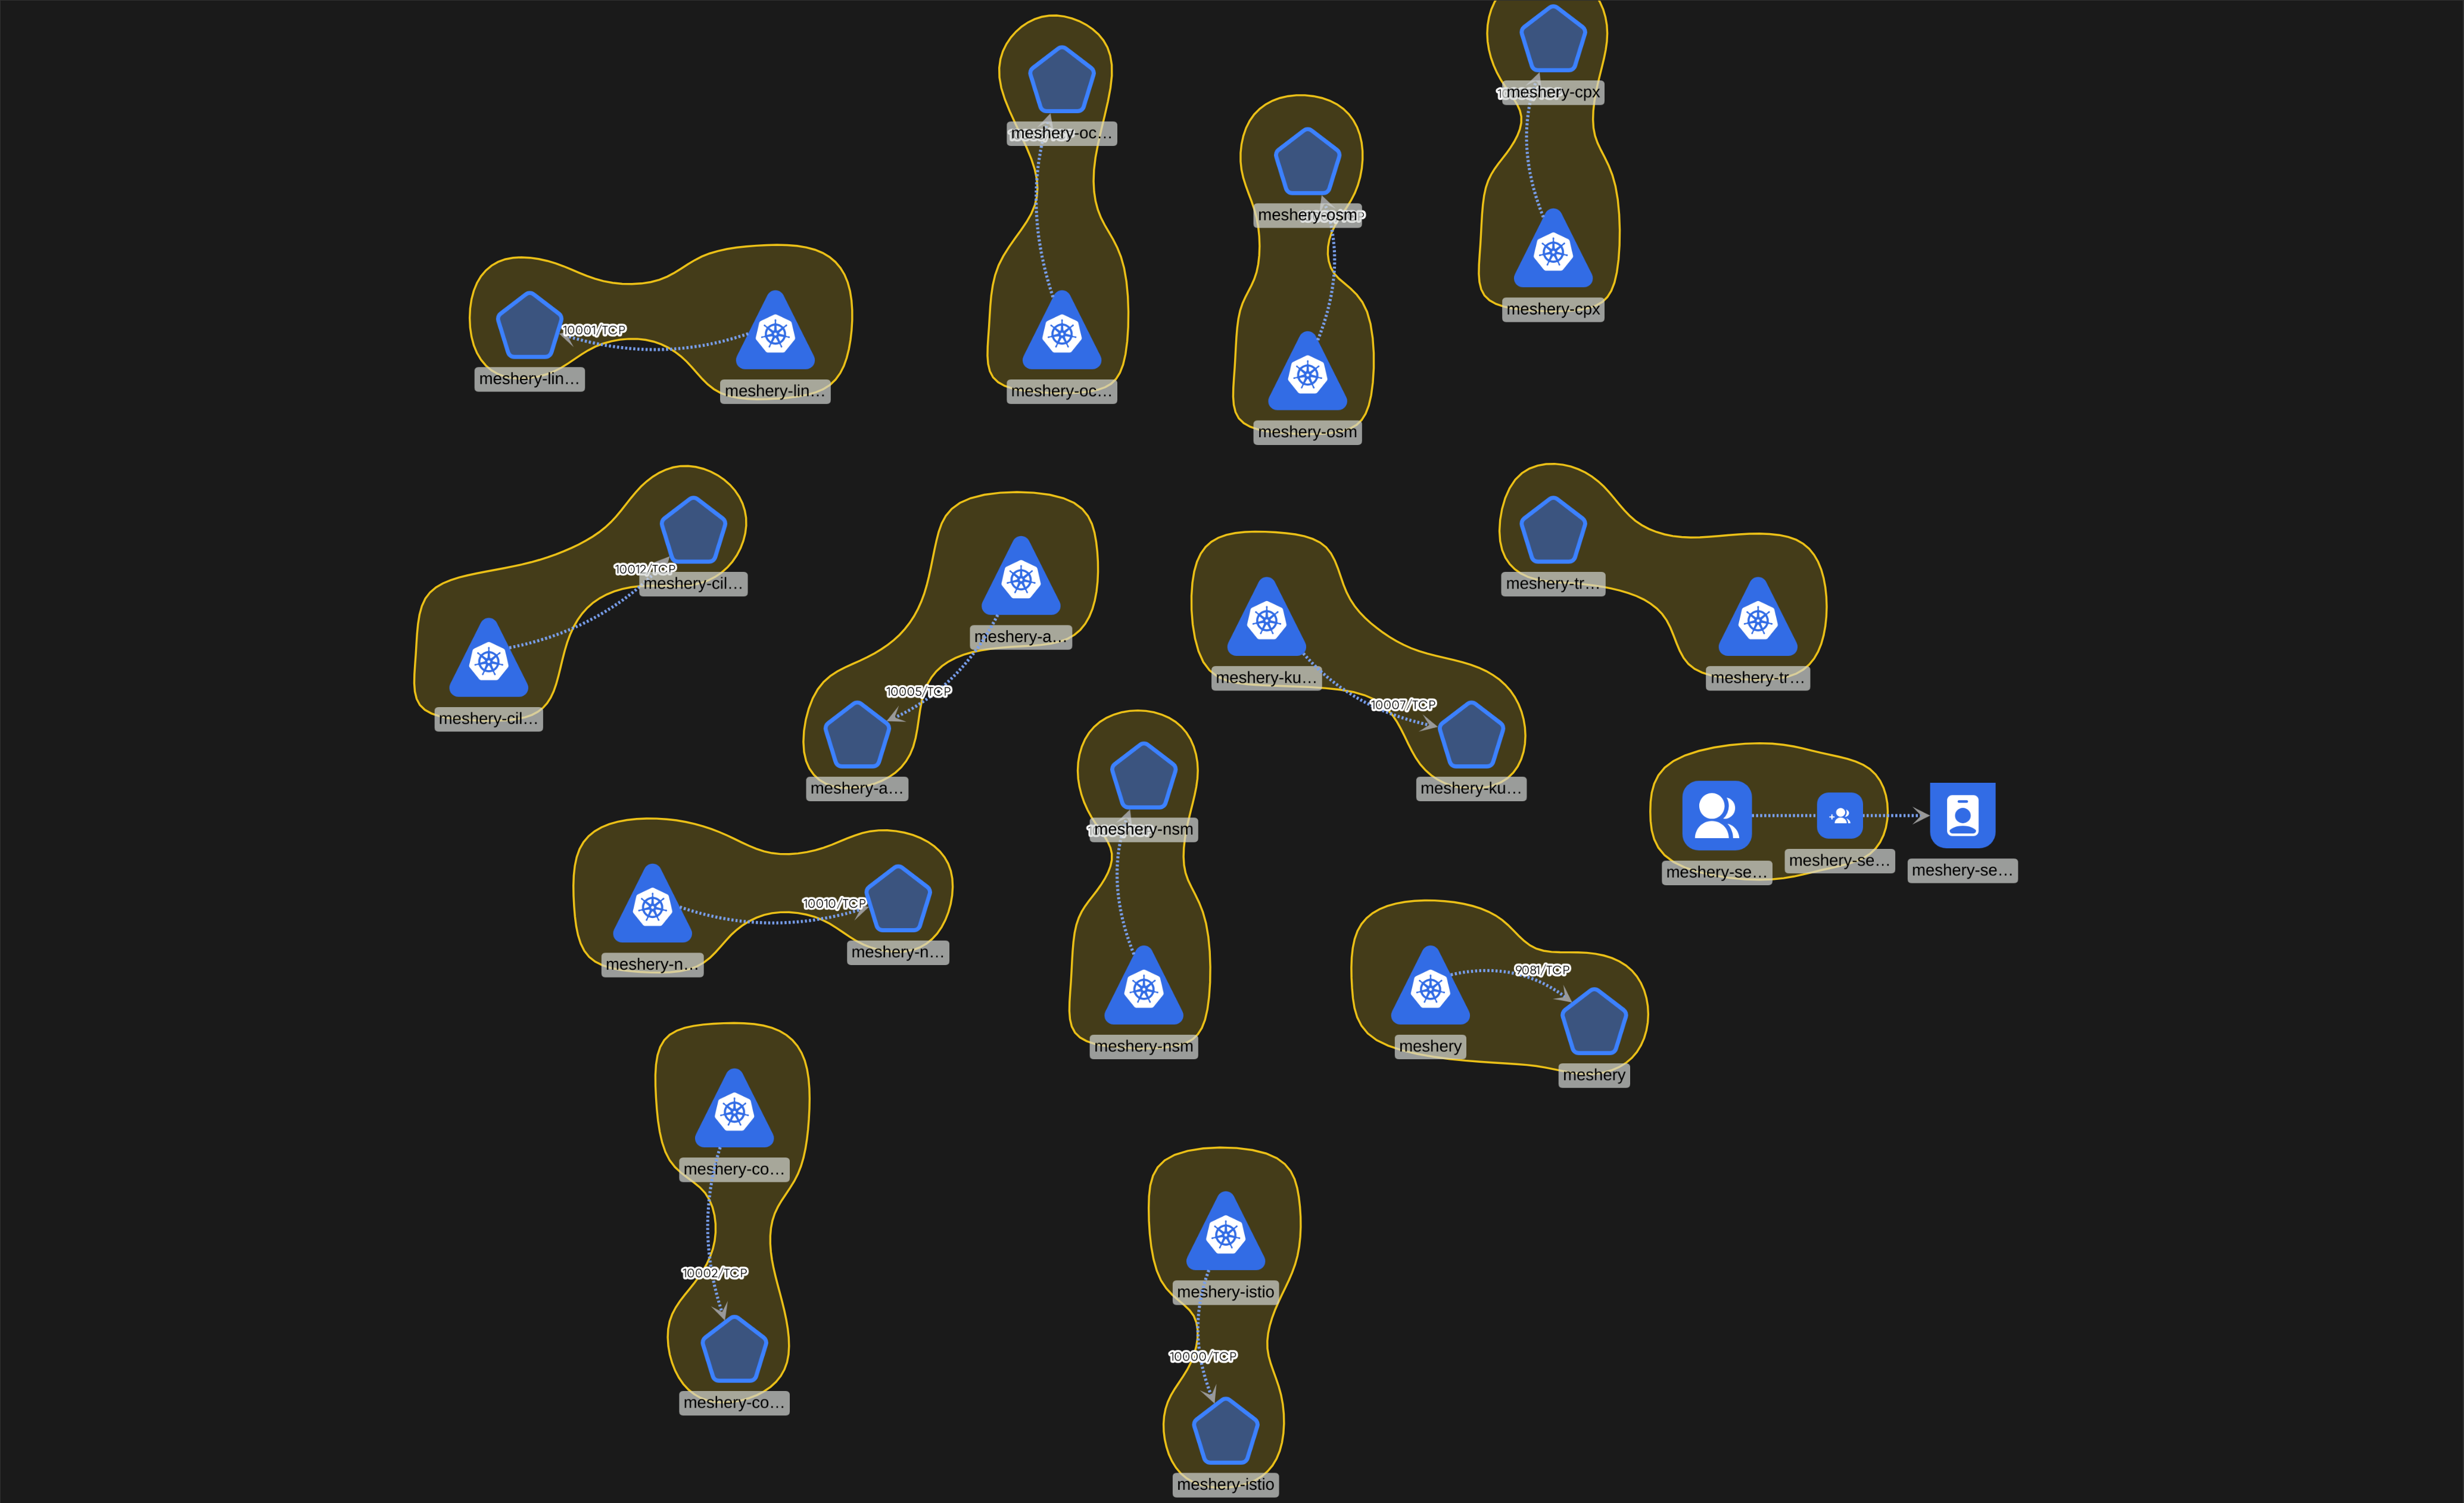 meshery-cpx
meshery-oc…
meshery-osm
meshery-cpx
10001/TCP
meshery-lin…
meshery-lin…
meshery-oc…
meshery-osm
10012/TCP
meshery-cil…
meshery-tr…
meshery-a…
meshery-ku…
meshery-tr…
10005/TCP
10007/TCP
meshery-cil…
meshery-a…
meshery-ku…
meshery-nsm
meshery-se…
meshery-se…
meshery-se…
10010/TCP
meshery-n…
meshery-n…
9081/TCP
meshery-nsm
meshery
meshery
meshery-co…
10002/TCP
meshery-istio
10000/TCP
meshery-co…
meshery-istio